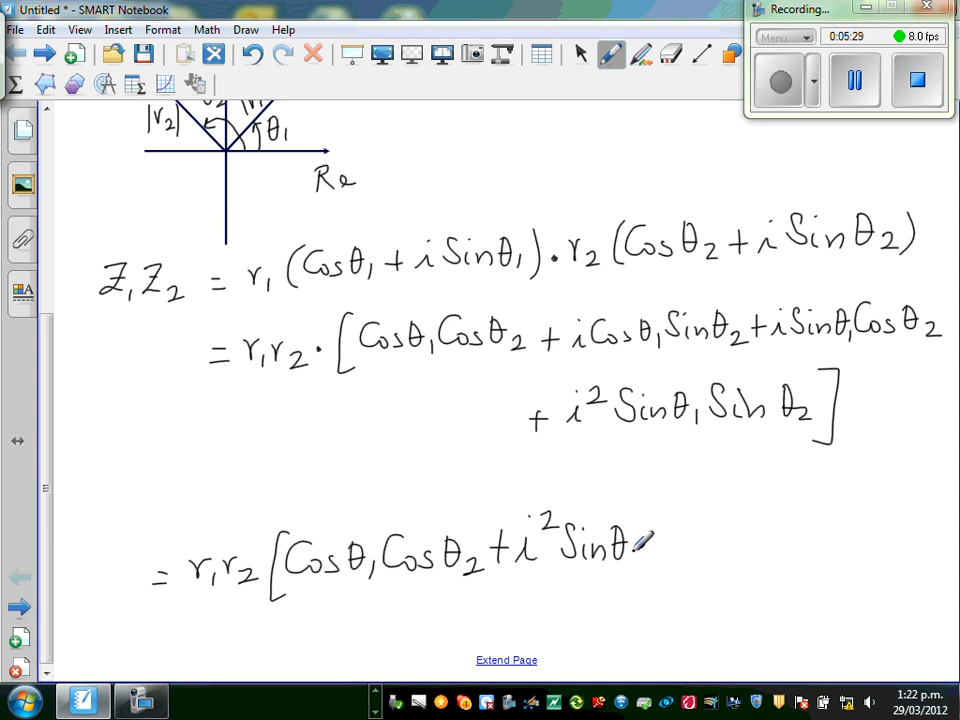 Untitled * - SMART Notebook
File Edit View Insert Format Math Draw Help
Recording...
Menu 0:05:29 8.0 fps
|r2| θ1
Re
Z1Z2 = r1(Cosθ1 + i Sinθ1) · r2(Cosθ2 + i Sinθ2)
= r1r2 · [Cosθ1Cosθ2 + iCosθ1Sinθ2 + iSinθ1Cosθ2
+ i² Sinθ1 Sin θ2]
= r1r2 [Cosθ1Cosθ2 + i² Sinθ
Extend Page
1:22 p.m.
29/03/2012